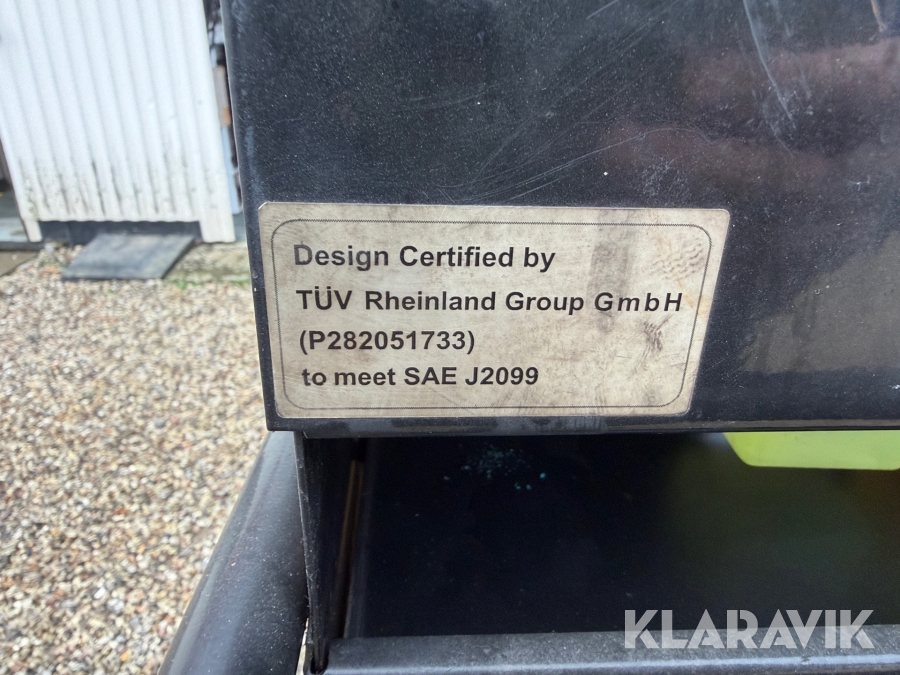 Design Certified by
TÜV Rheinland Group GmbH
(P282051733)
to meet SAE J2099
KLARAVIK